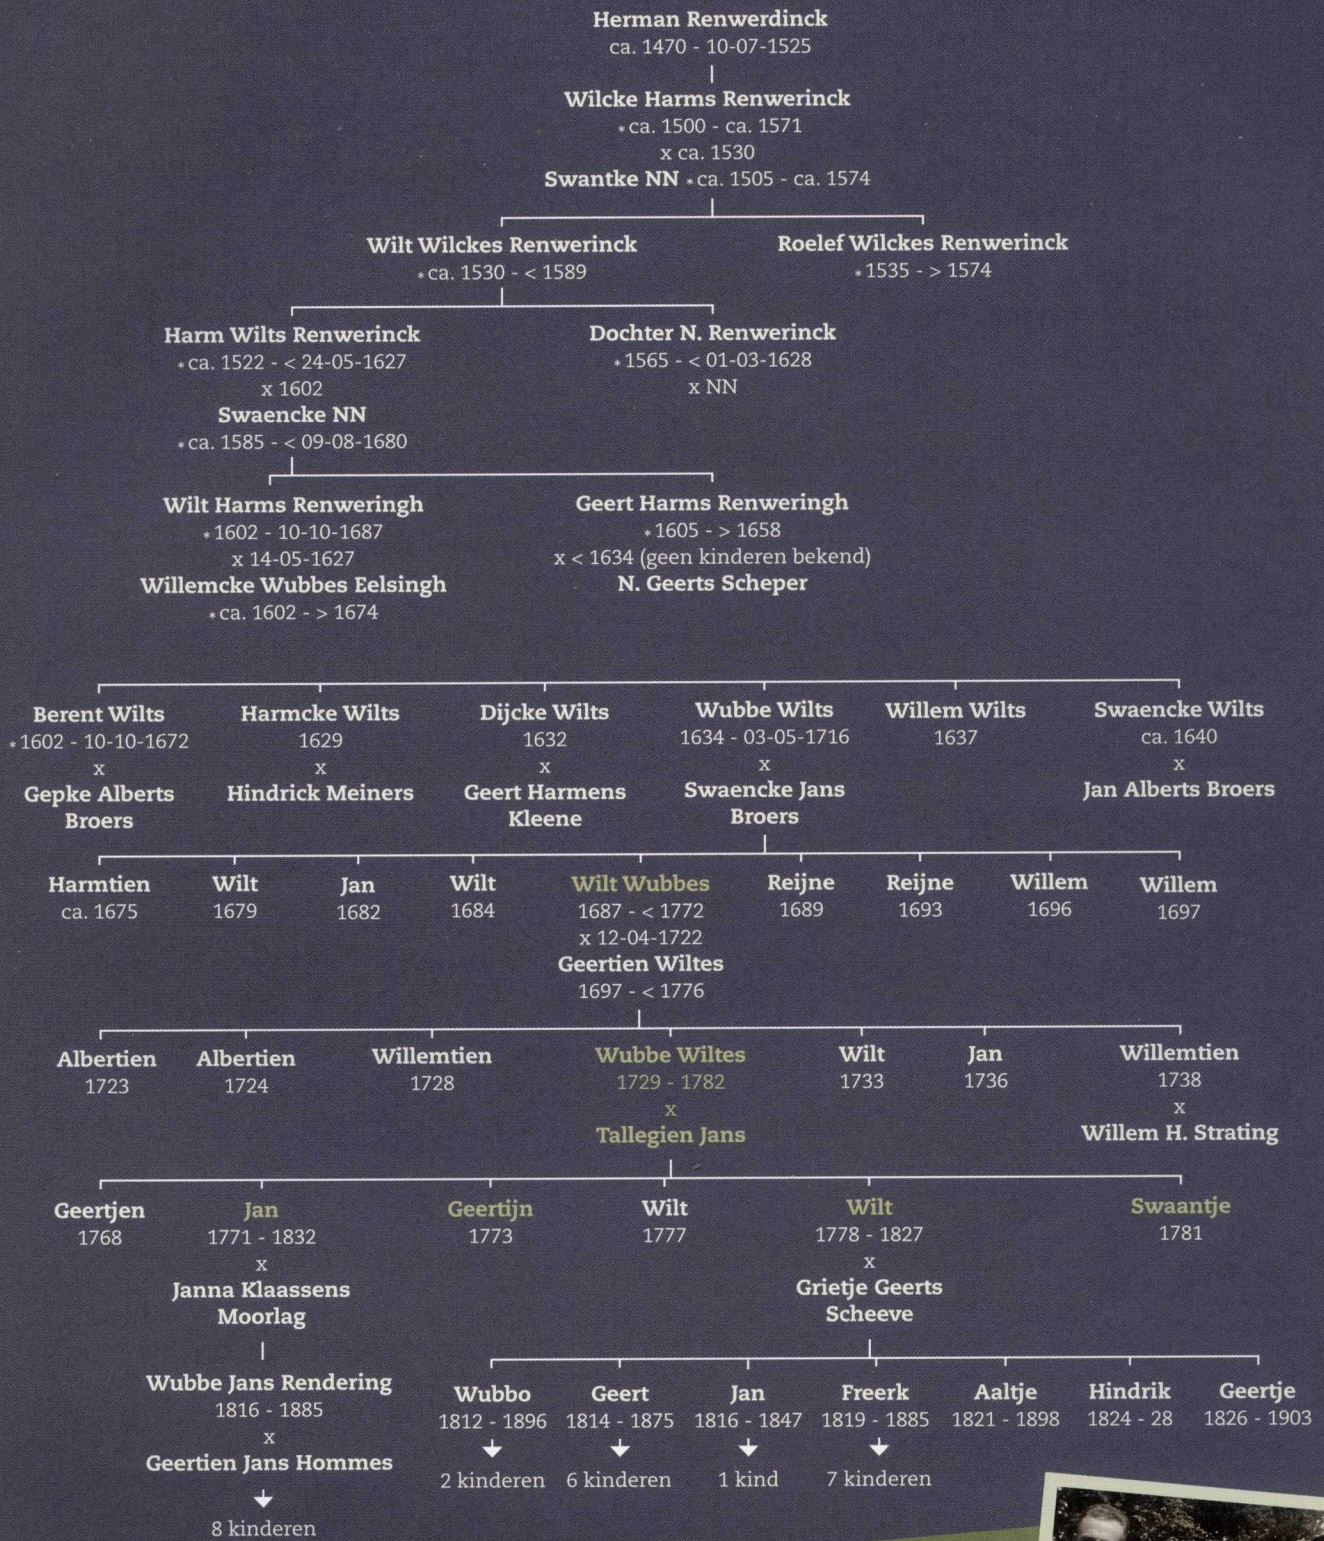 Herman Renwerdinck
ca. 1470 - 10-07-1525
Wilcke Harms Renwerinck
*ca. 1500 - ca. 1571
x ca. 1530
Swantke NN *ca. 1505 - ca. 1574
Wilt Wilckes Renwerinck
*ca. 1530 - < 1589
Roelef Wilckes Renwerinck
*1535 - > 1574
Harm Wilts Renwerinck
*ca. 1522 - < 24-05-1627
x 1602
Swaencke NN
*ca. 1585 - < 09-08-1680
Dochter N. Renwerinck
*1565 - < 01-03-1628
x NN
Wilt Harms Renweringh
*1602 - 10-10-1687
x 14-05-1627
Willemcke Wubbes Eelsingh
*ca. 1602 - > 1674
Geert Harms Renweringh
*1605 - > 1658
x < 1634 (geen kinderen bekend)
N. Geerts Scheper
Berent Wilts
*1602 - 10-10-1672
x
Gepke Alberts
Broers
Harmcke Wilts
1629
x
Hindrick Meiners
Dijcke Wilts
1632
x
Geert Harmens
Kleene
Wubbe Wilts
1634 - 03-05-1716
x
Swaencke Jans
Broers
Willem Wilts
1637
Swaencke Wilts
ca. 1640
x
Jan Alberts Broers
Harmtien
ca. 1675
Wilt
1679
Jan
1682
Wilt
1684
Wilt Wubbes
1687 - < 1772
x 12-04-1722
Geertien Wiltes
1697 - < 1776
Reijne
1689
Reijne
1693
Willem
1696
Willem
1697
Albertien
1723
Albertien
1724
Willemtien
1728
Wubbe Wiltes
1729 - 1782
x
Tallegien Jans
Wilt
1733
Jan
1736
Willemtien
1738
x
Willem H. Strating
Geertjen
1768
Jan
1771 - 1832
x
Janna Klaassens
Moorlag
Geertijn
1773
Wilt
1777
Wilt
1778 - 1827
x
Grietje Geerts
Scheeve
Swaantje
1781
Wubbe Jans Rendering
1816 - 1885
x
Geertien Jans Hommes
8 kinderen
Wubbo
1812 - 1896
2 kinderen
Geert
1814 - 1875
6 kinderen
Jan
1816 - 1847
1 kind
Freerk
1819 - 1885
7 kinderen
Aaltje
1821 - 1898
Hindrik
1824 - 28
Geertje
1826 - 1903